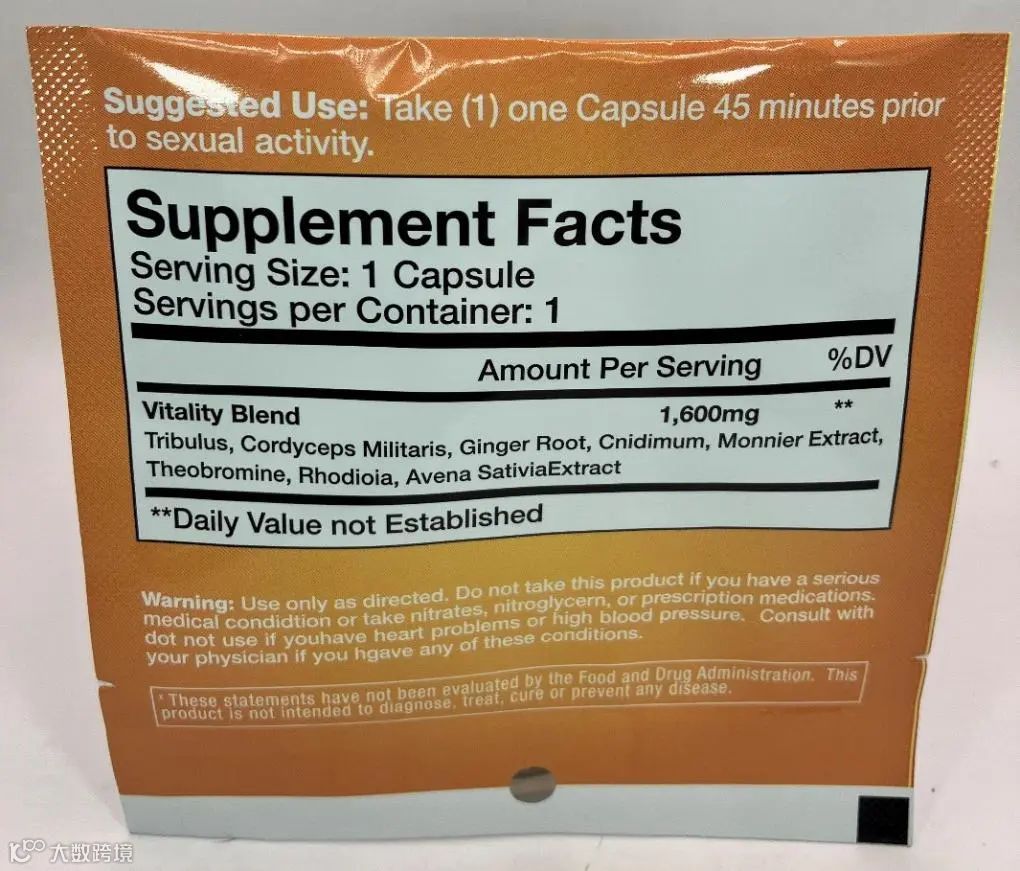 Suggested Use: Take (1) one Capsule 45 minutes prior
to sexual activity.
Supplement Facts
Serving Size: 1 Capsule
Servings per Container: 1
Amount Per Serving %DV
Vitality Blend 1,600mg **
Tribulus, Cordyceps Militaris, Ginger Root, Cnidimum, Monnier Extract,
Theobromine, Rhodioia, Avena SativiaExtract
**Daily Value not Established
Warning: Use only as directed. Do not take this product if you have a serious
medical condidtion or take nitrates, nitroglycern, or prescription medications.
dot not use if youhave heart problems or high blood pressure. Consult with
your physician if you hgave any of these conditions.
* These statements have not been evaluated by the Food and Drug Administration. This
product is not intended to diagnose, treat, cure or prevent any disease.
大数跨境